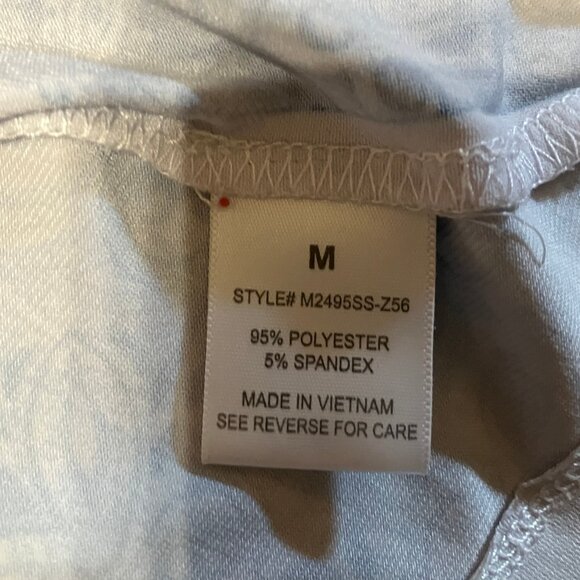 M
STYLE# M2495SS-Z56
95% POLYESTER
5% SPANDEX
MADE IN VIETNAM
SEE REVERSE FOR CARE